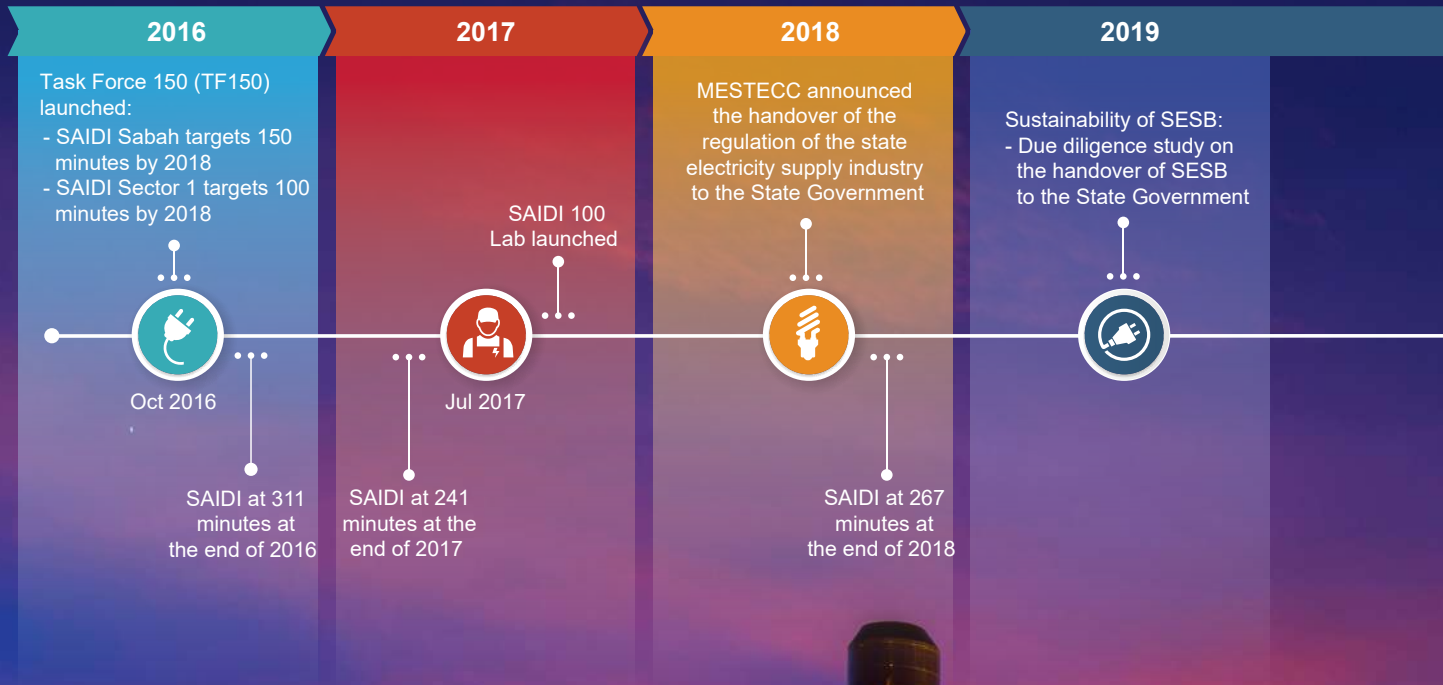 2016
Task Force 150 (TF150)
launched:
- SAIDI Sabah targets 150
minutes by 2018
- SAIDI Sector 1 targets 100
minutes by 2018
Oct 2016
SAIDI at 311
minutes at
the end of 2016
2017
SAIDI 100
Lab launched
Jul 2017
SAIDI at 241
minutes at the
end of 2017
2018
MESTECC announced
the handover of the
regulation of the state
electricity supply industry
to the State Government
SAIDI at 267
minutes at
the end of 2018
2019
Sustainability of SESB:
- Due diligence study on
the handover of SESB
to the State Government